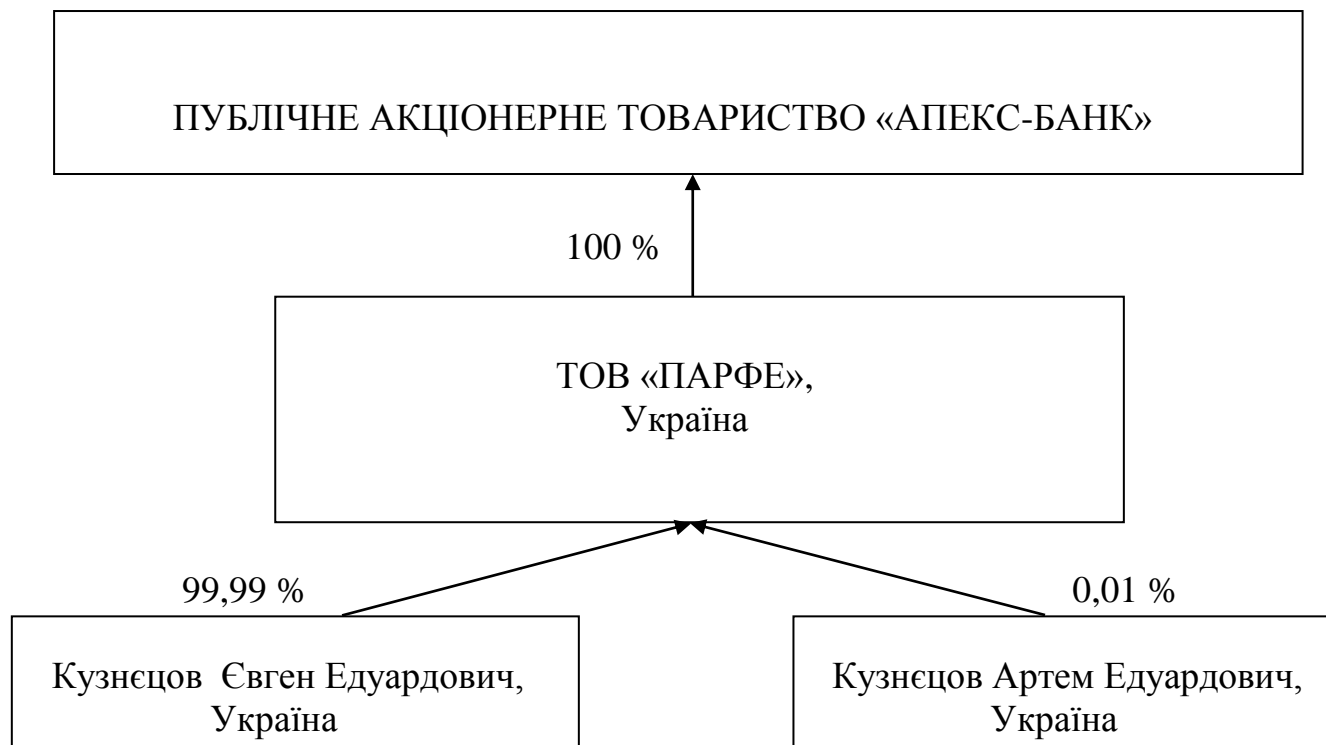 ПУБЛІЧНЕ АКЦІОНЕРНЕ ТОВАРИСТВО «АПЕКС-БАНК»
100 %
ТОВ «ПАРФЕ»,
Україна
99,99 %
0,01 %
Кузнєцов Євген Едуардович,
Україна
Кузнєцов Артем Едуардович,
Україна